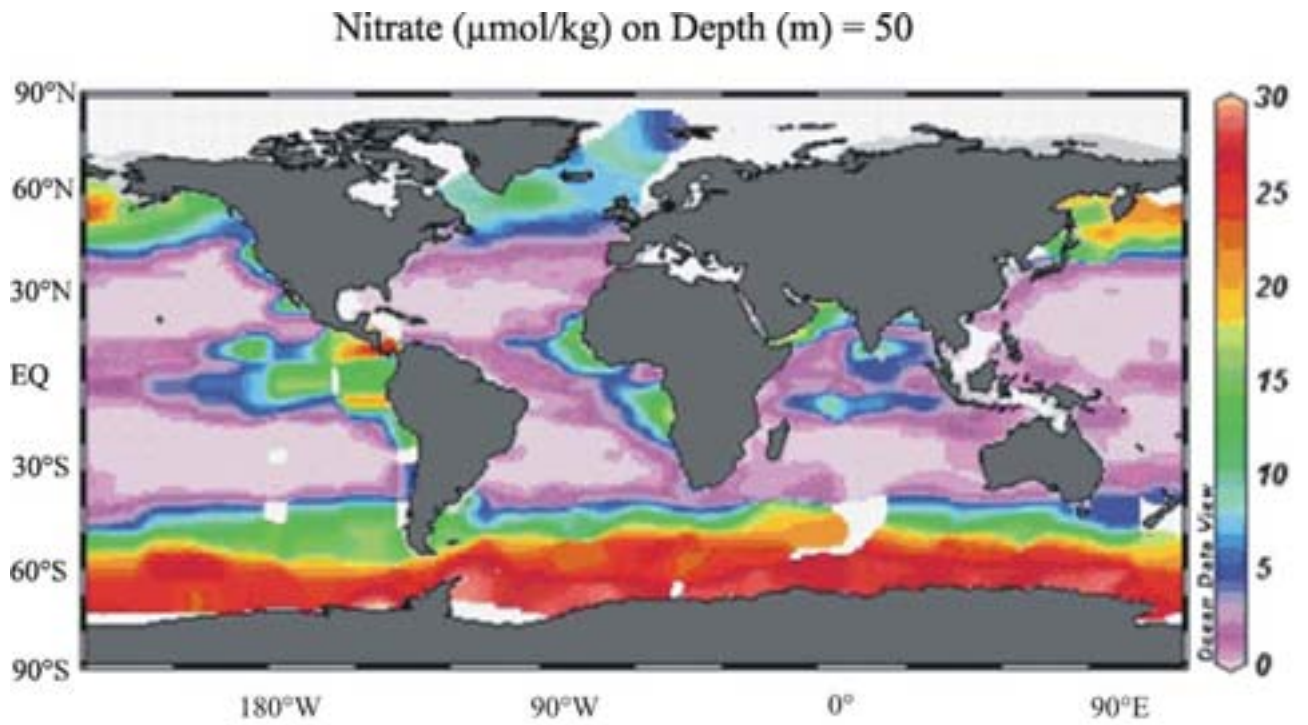 Nitrate (μmol/kg) on Depth (m) = 50
90°N
60°N
30°N
EQ
30°S
60°S
90°S
180°W
90°W
0°
90°E
30
25
20
15
10
5
0
Ocean Data View